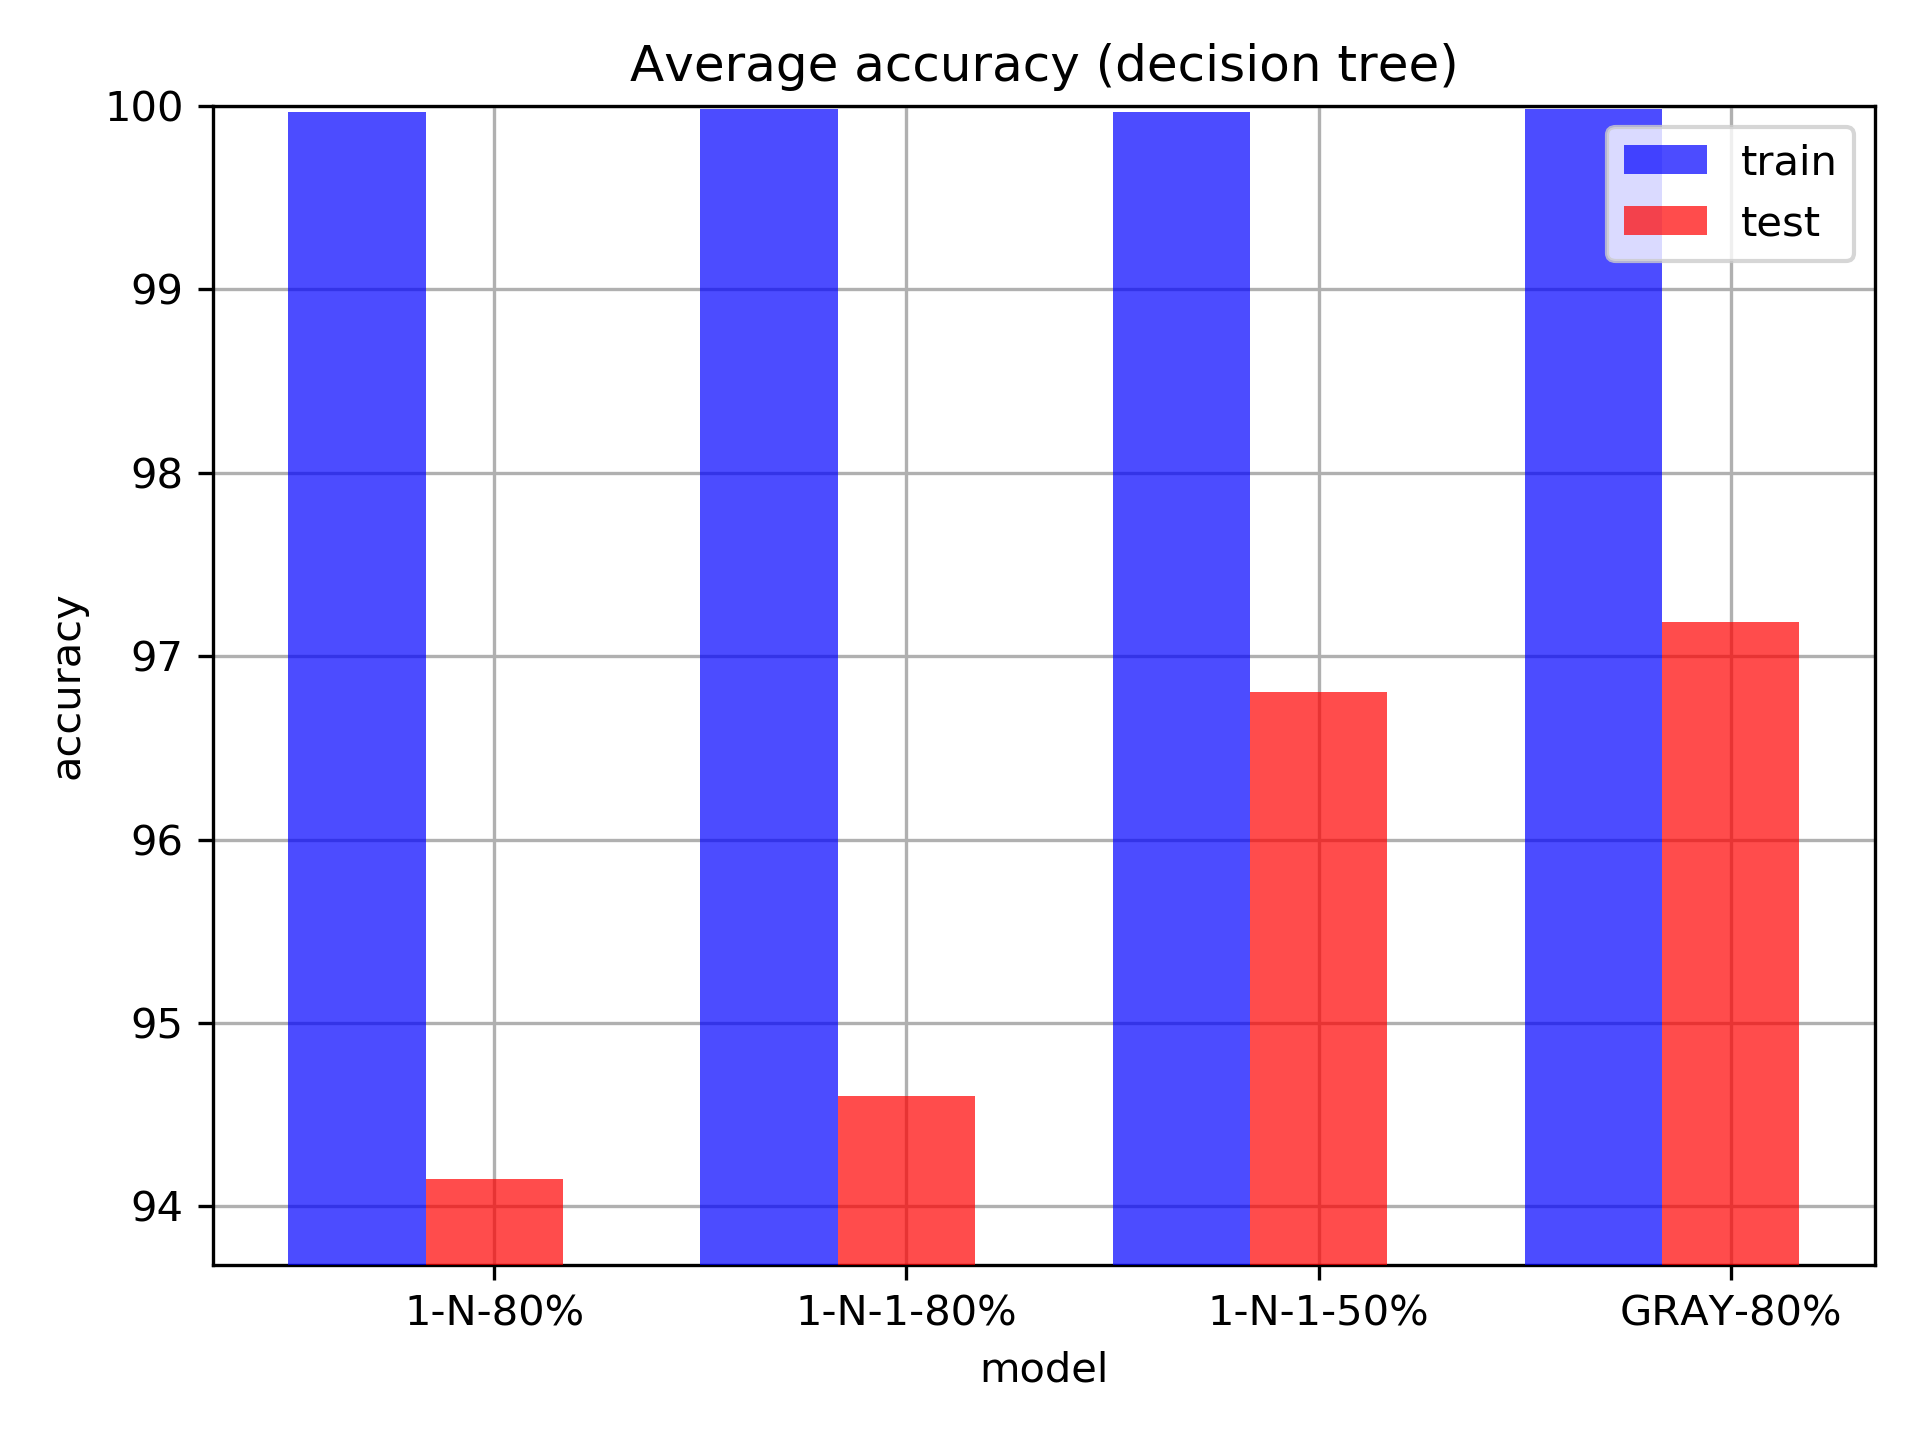 Average accuracy (decision tree)
100
99
98
97
96
95
94
accuracy
train
test
1-N-80%
1-N-1-80%
1-N-1-50%
GRAY-80%
model